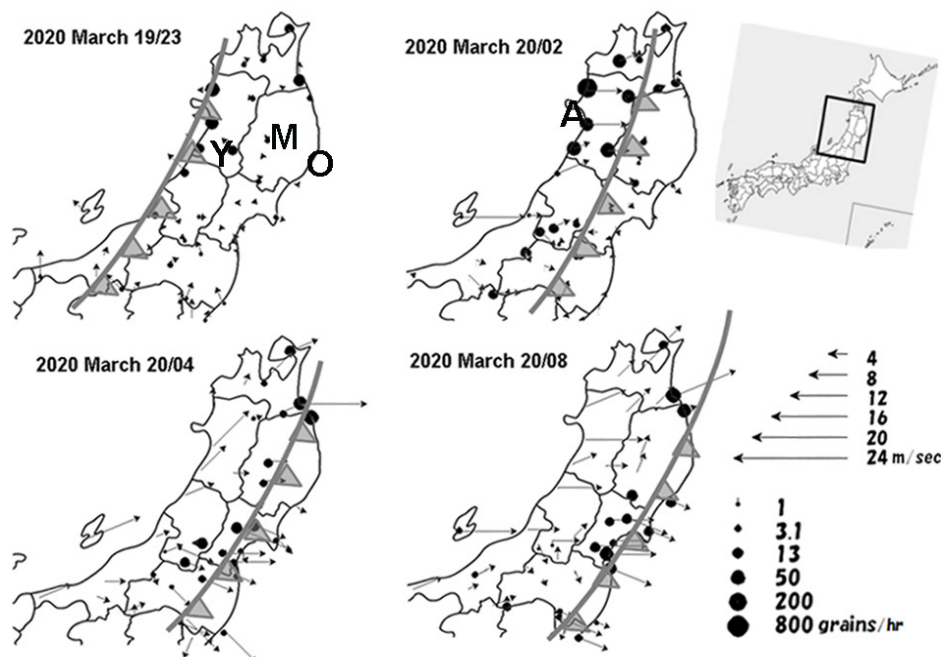 2020 March 19/23
M
Y
O
2020 March 20/02
A
2020 March 20/04
2020 March 20/08
4
8
12
16
20
24 m/sec
1
3.1
13
50
200
800 grains/hr